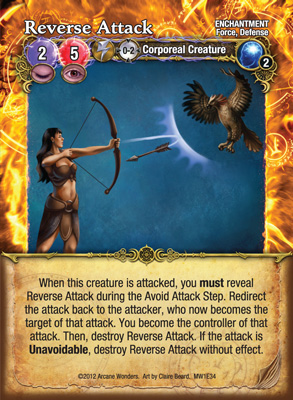 Reverse Attack
ENCHANTMENT
Force, Defense
2 5 0-2 Corporeal Creature
2
When this creature is attacked, you must reveal
Reverse Attack during the Avoid Attack Step. Redirect
the attack back to the attacker, who now becomes the
target of that attack. You become the controller of that
attack. Then, destroy Reverse Attack. If the attack is
Unavoidable, destroy Reverse Attack without effect.
©2012 Arcane Wonders. Art by Claire Beard. MW1E34